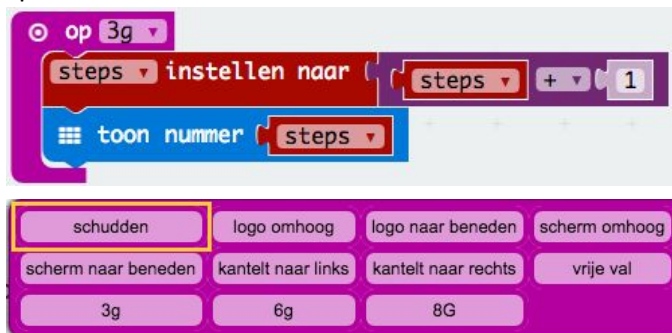 op 3g
steps instellen naar steps + 1
toon nummer steps
schudden logo omhoog logo naar beneden scherm omhoog
scherm naar beneden kantelt naar links kantelt naar rechts vrije val
3g 6g 8G